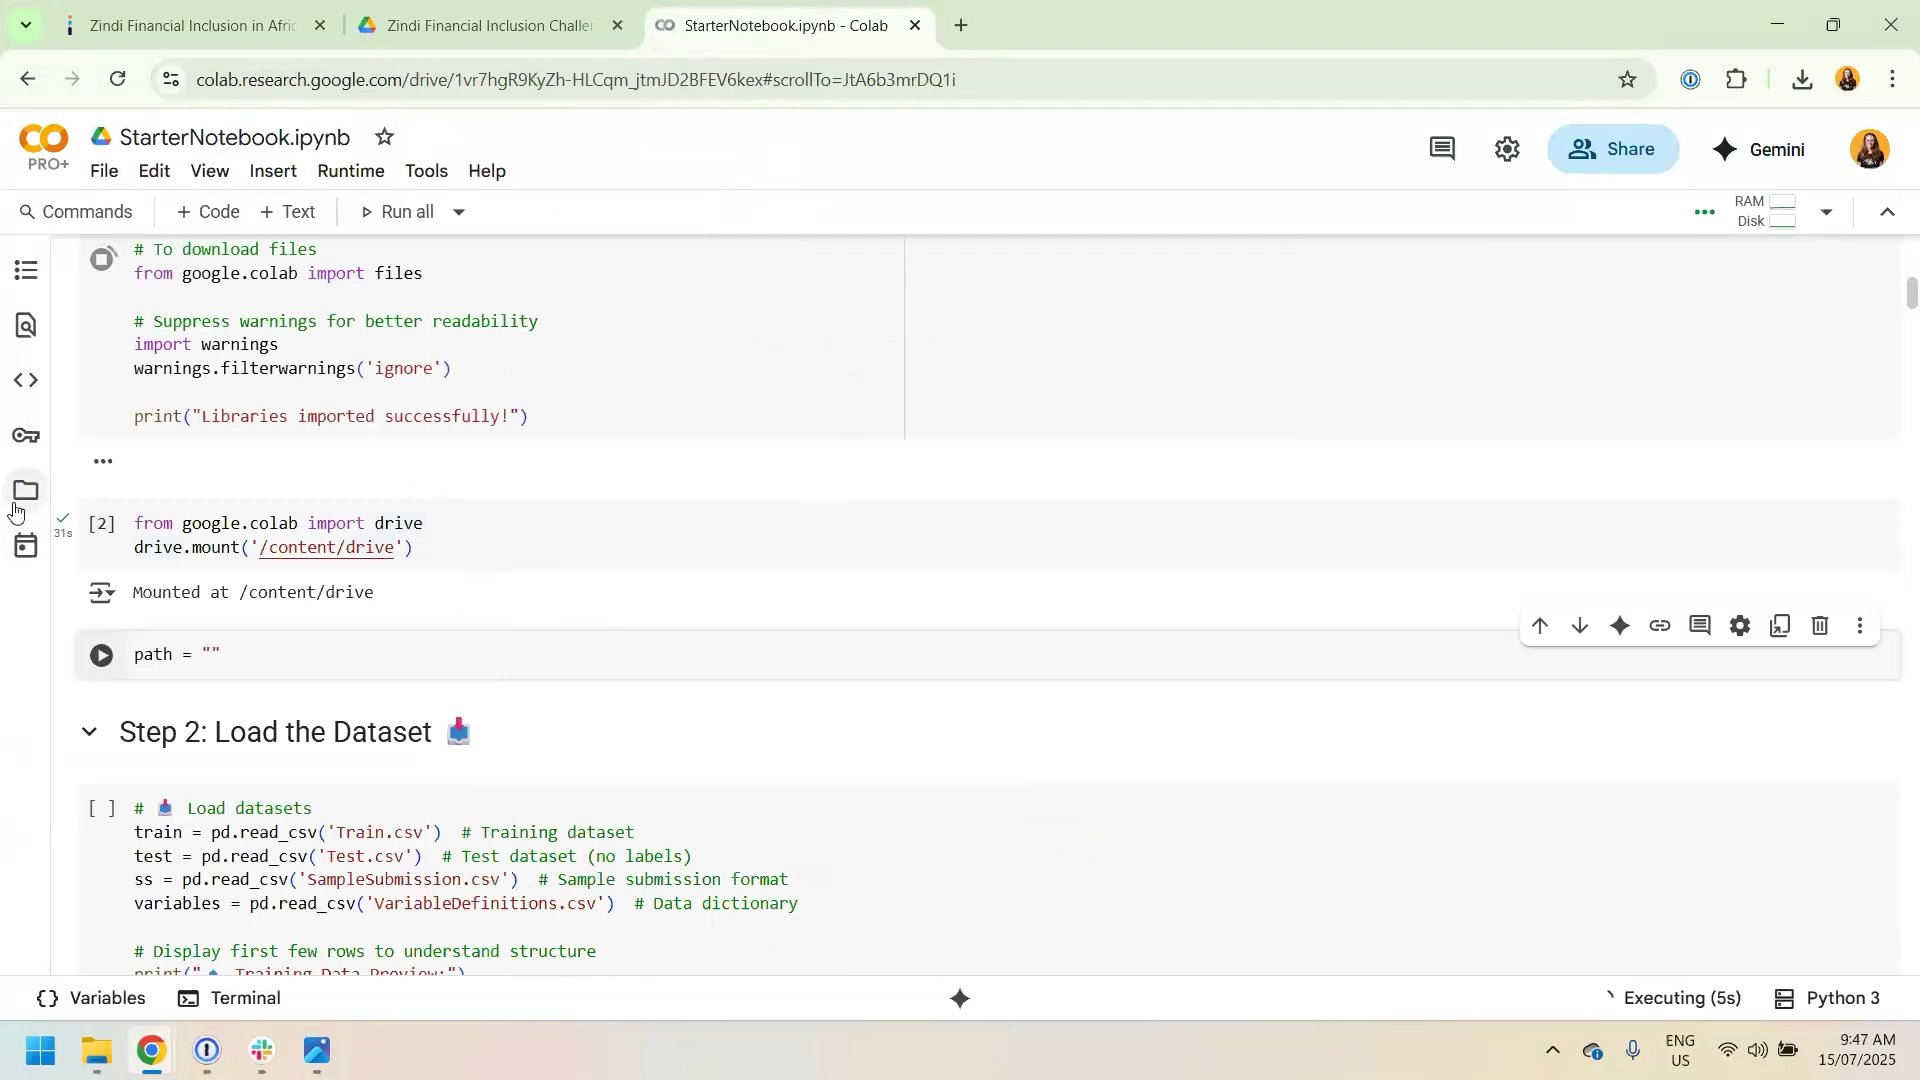 Zindi Financial Inclusion in Afric
Zindi Financial Inclusion Challen
StarterNotebook.ipynb - Colab
colab.research.google.com/drive/1vr7hgR9KyZh-HLCqm_jtmJD2BFEV6kex#scrollTo=JtA6b3mrDQ1i
CO
PRO+
StarterNotebook.ipynb
File Edit View Insert Runtime Tools Help
Share
Gemini
Commands + Code + Text Run all
RAM
Disk
# To download files
from google.colab import files
# Suppress warnings for better readability
import warnings
warnings.filterwarnings('ignore')
print("Libraries imported successfully!")
31s
[2] from google.colab import drive
drive.mount('/content/drive')
Mounted at /content/drive
path = ""
Step 2: Load the Dataset
[ ] # Load datasets
train = pd.read_csv('Train.csv') # Training dataset
test = pd.read_csv('Test.csv') # Test dataset (no labels)
ss = pd.read_csv('SampleSubmission.csv') # Sample submission format
variables = pd.read_csv('VariableDefinitions.csv') # Data dictionary
# Display first few rows to understand structure
print(" Training Data Preview:")
{} Variables Terminal
Executing (5s) Python 3
ENG
US
9:47 AM
15/07/2025